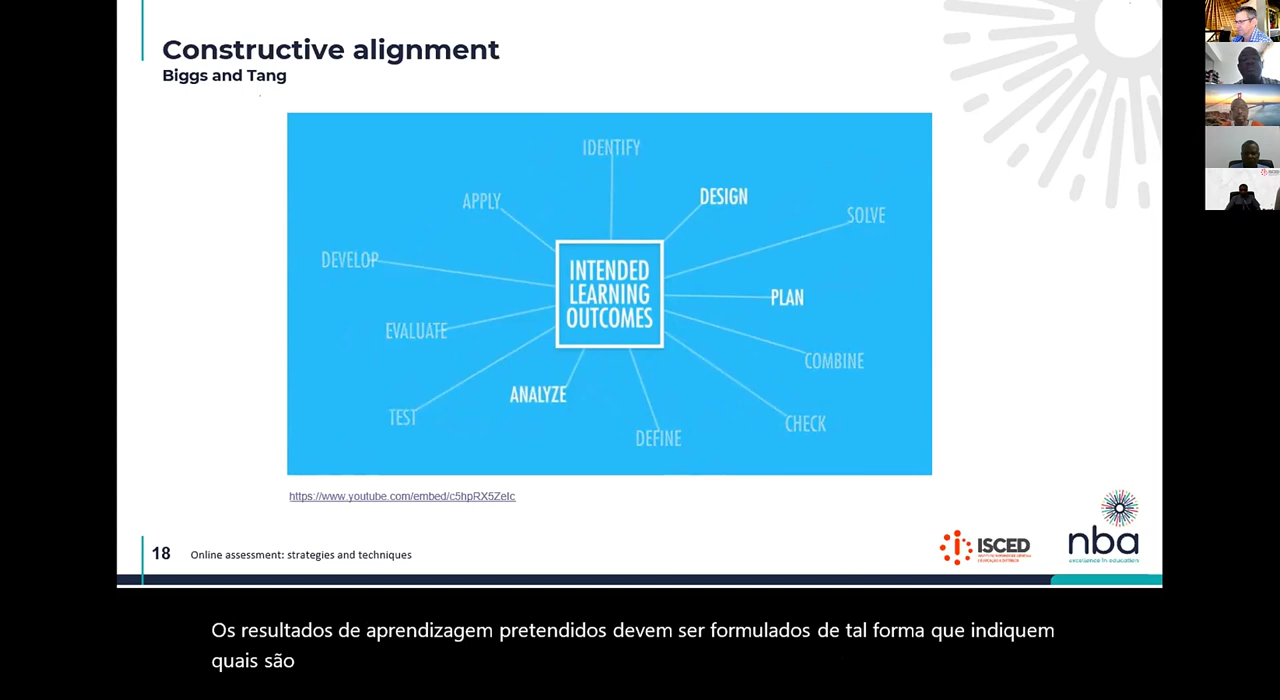 Constructive alignment
Biggs and Tang
IDENTIFY
DESIGN
APPLY
SOLVE
DEVELOP
INTENDED
LEARNING
OUTCOMES
PLAN
EVALUATE
COMBINE
ANALYZE
TEST
CHECK
DEFINE
https://www.youtube.com/embed/c5hpRX5ZeIc
18 Online assessment: strategies and techniques
ISCED
nba
excellence in education
Os resultados de aprendizagem pretendidos devem ser formulados de tal forma que indiquem
quais são